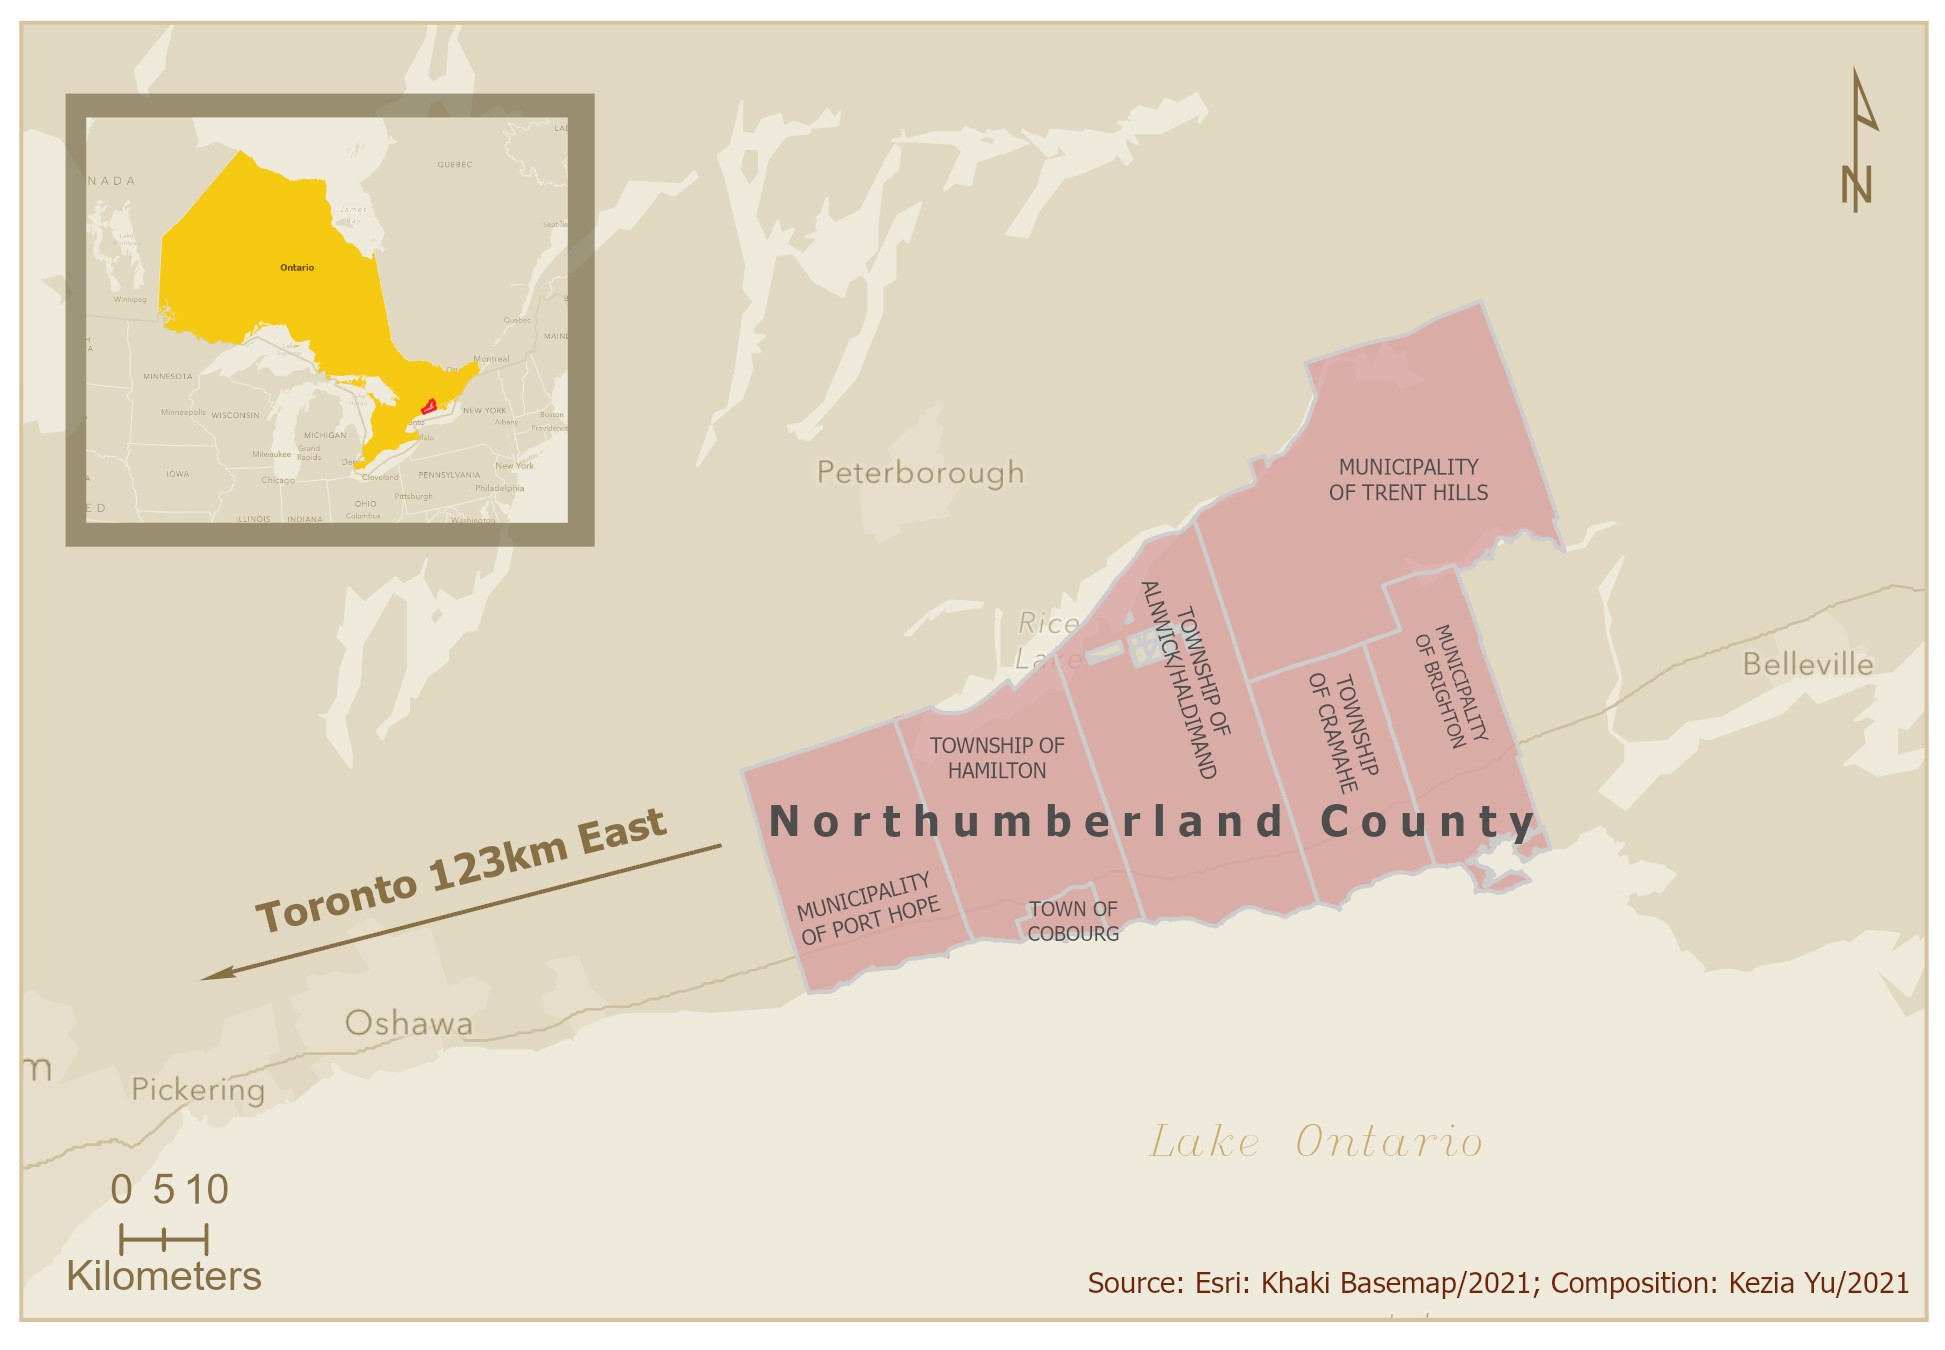 N
NADA
QUEBEC
James
Bay
Ontario
Winnipeg
Quebec
MAINE
Montreal
MINNESOTA
Minneapolis
WISCONSIN
NEW YORK
Albany
Boston
Providence
MICHIGAN
Milwaukee
Grand
Rapids
IOWA
Chicago
Cleveland
PENNSYLVANIA
New York
Pittsburgh
Philadelphia
OHIO
Columbus
ILLINOIS
INDIANA
Washington
ED
Peterborough
Rice
Lake
Belleville
MUNICIPALITY
OF TRENT HILLS
TOWNSHIP OF
ALNWICK/HALDIMAND
MUNICIPALITY
OF BRIGHTON
TOWNSHIP
OF CRAMAHE
TOWNSHIP OF
HAMILTON
Northumberland County
MUNICIPALITY
OF PORT HOPE
TOWN OF
COBOURG
Toronto 123km East
Oshawa
m
Pickering
Lake Ontario
0 5 10
Kilometers
Source: Esri: Khaki Basemap/2021; Composition: Kezia Yu/2021